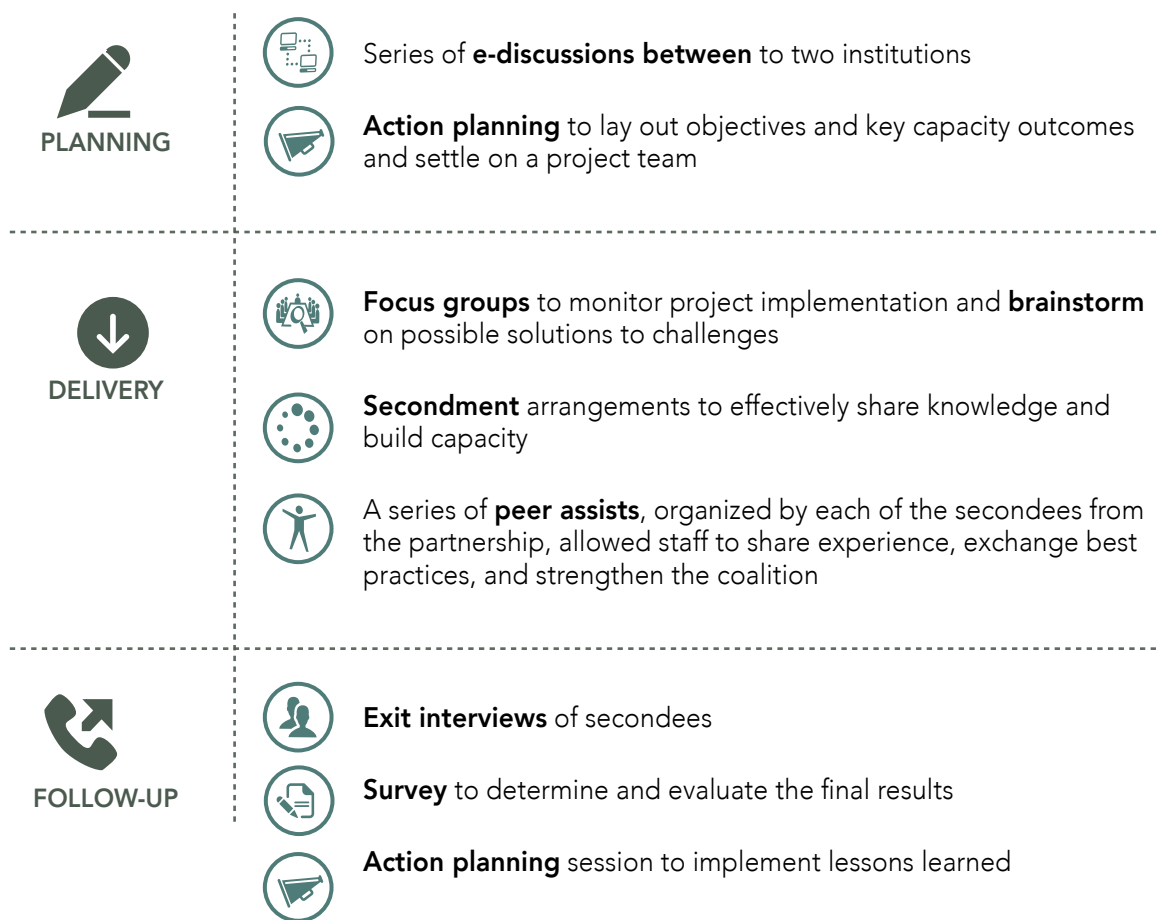 PLANNING
Series of e-discussions between to two institutions
Action planning to lay out objectives and key capacity outcomes
and settle on a project team
DELIVERY
Focus groups to monitor project implementation and brainstorm
on possible solutions to challenges
Secondment arrangements to effectively share knowledge and
build capacity
A series of peer assists, organized by each of the secondees from
the partnership, allowed staff to share experience, exchange best
practices, and strengthen the coalition
FOLLOW-UP
Exit interviews of secondees
Survey to determine and evaluate the final results
Action planning session to implement lessons learned